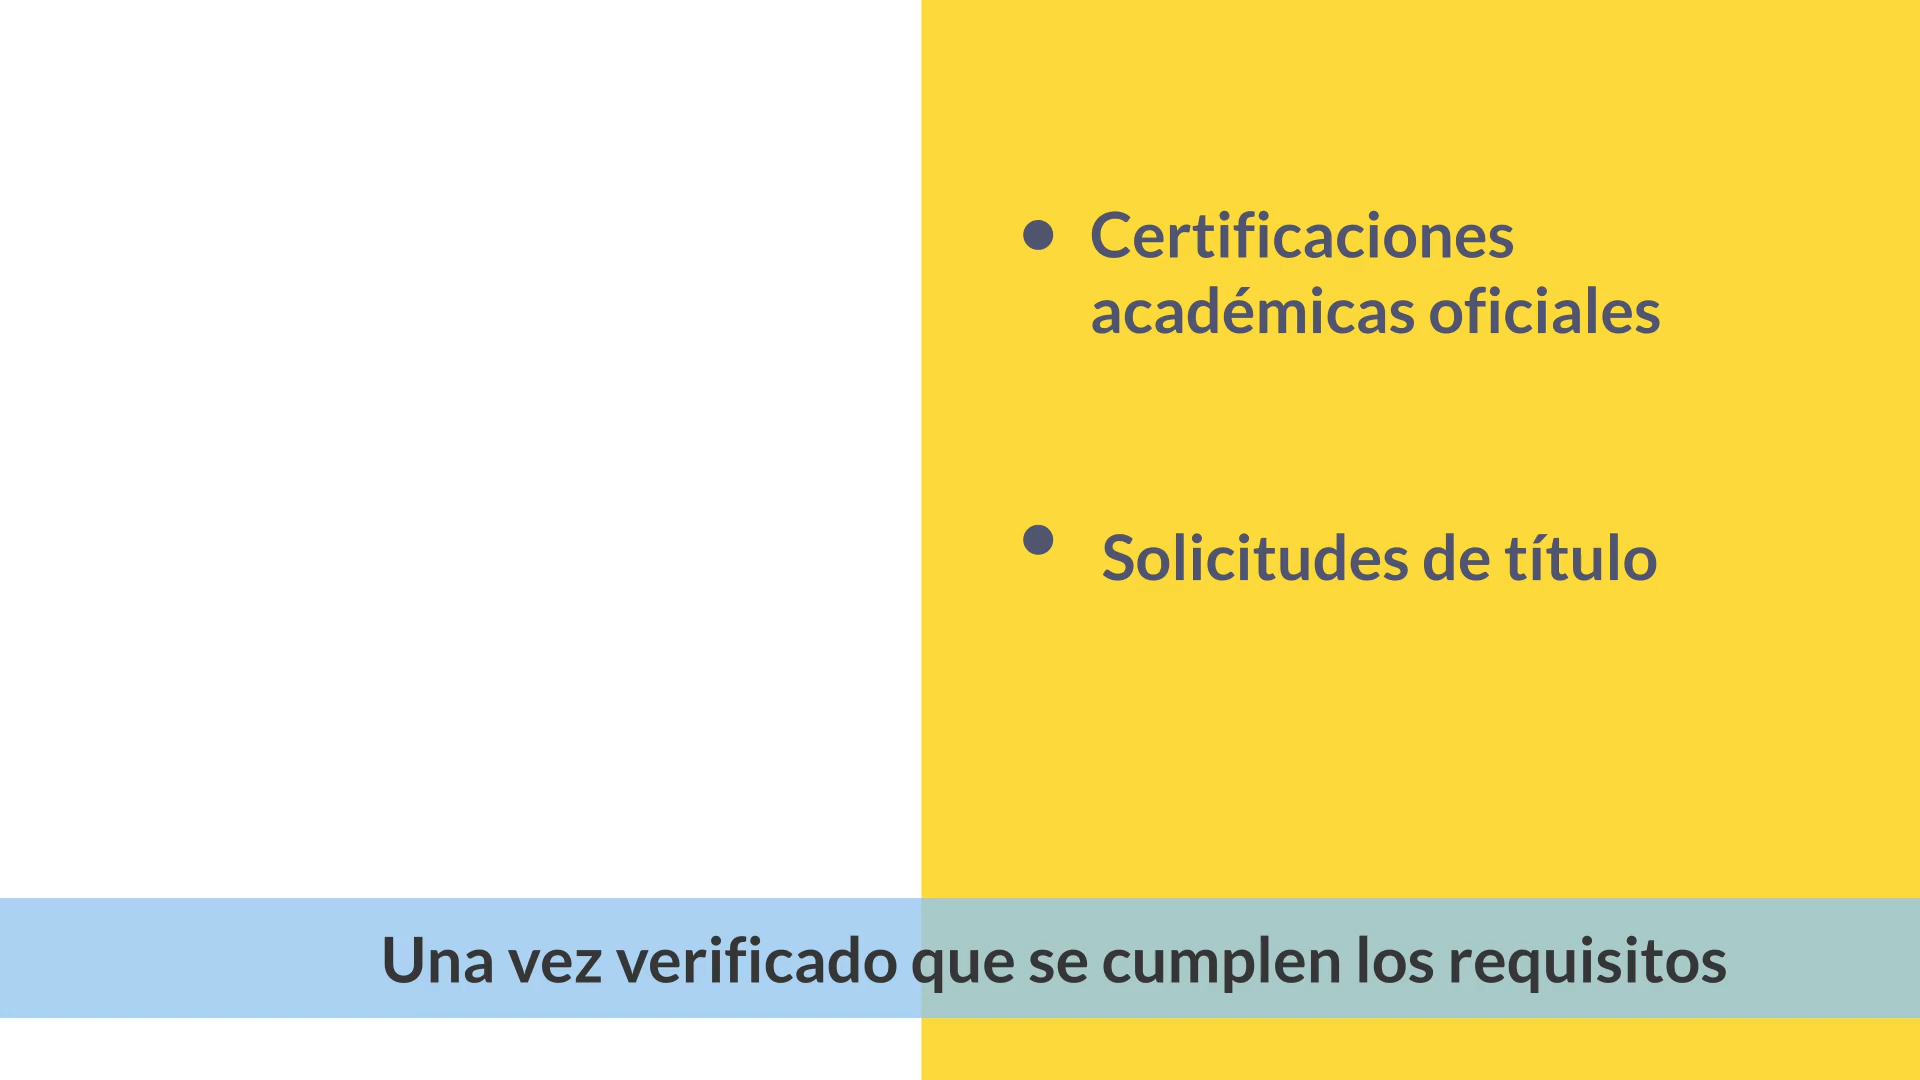 Certificaciones
académicas oficiales
Solicitudes de título
Una vez verificado que se cumplen los requisitos